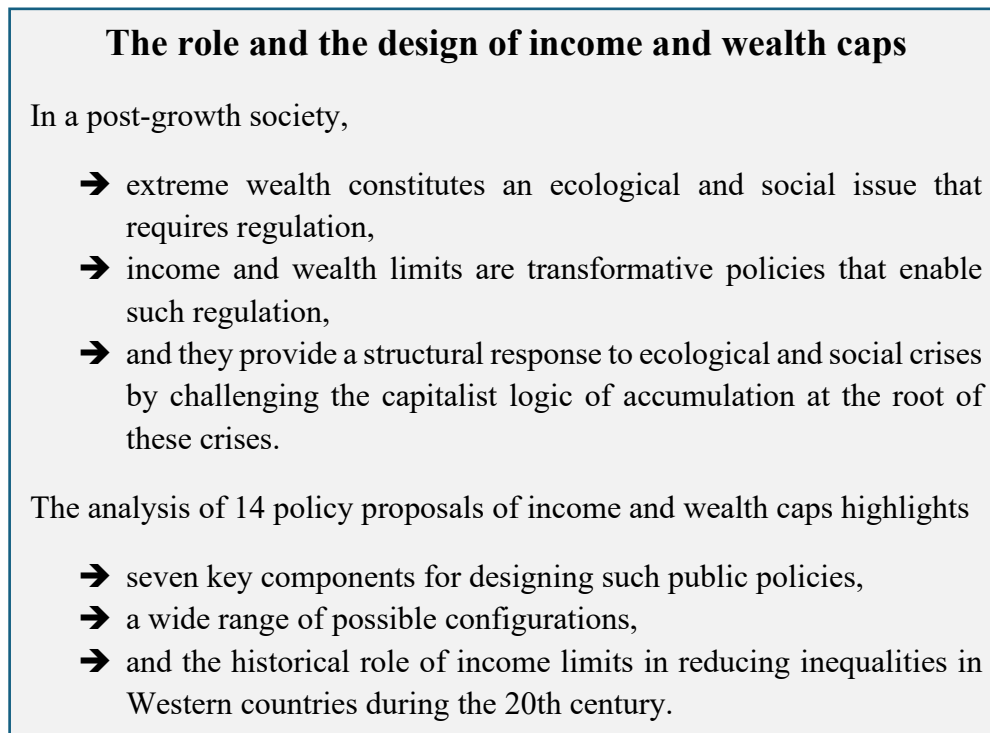 The role and the design of income and wealth caps
In a post-growth society,
➔ extreme wealth constitutes an ecological and social issue that
requires regulation,
➔ income and wealth limits are transformative policies that enable
such regulation,
➔ and they provide a structural response to ecological and social crises
by challenging the capitalist logic of accumulation at the root of
these crises.
The analysis of 14 policy proposals of income and wealth caps highlights
➔ seven key components for designing such public policies,
➔ a wide range of possible configurations,
➔ and the historical role of income limits in reducing inequalities in
Western countries during the 20th century.